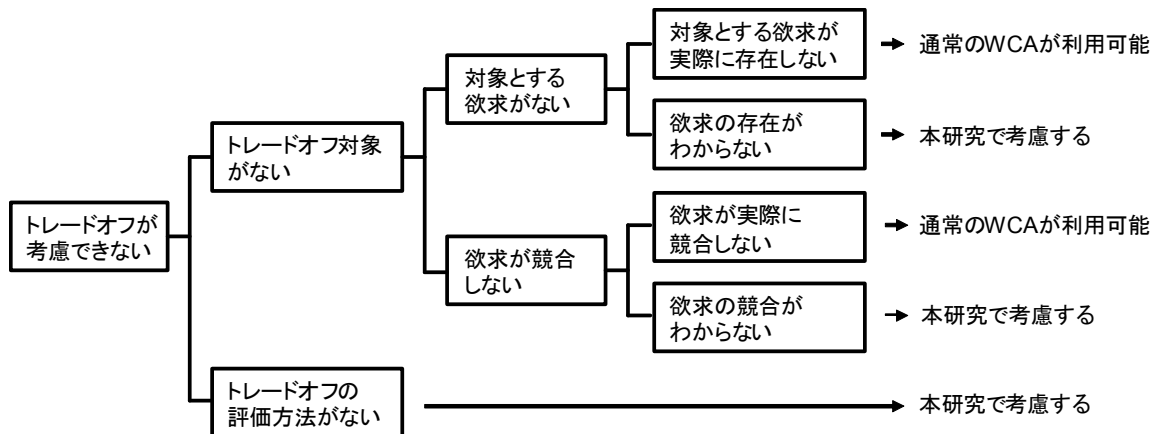 トレードオフが
考慮できない
トレードオフ対象
がない
対象とする
欲求がない
対象とする欲求が
実際に存在しない
通常のWCAが利用可能
欲求の存在が
わからない
本研究で考慮する
欲求が競合
しない
欲求が実際に
競合しない
通常のWCAが利用可能
欲求の競合が
わからない
本研究で考慮する
トレードオフの
評価方法がない
本研究で考慮する